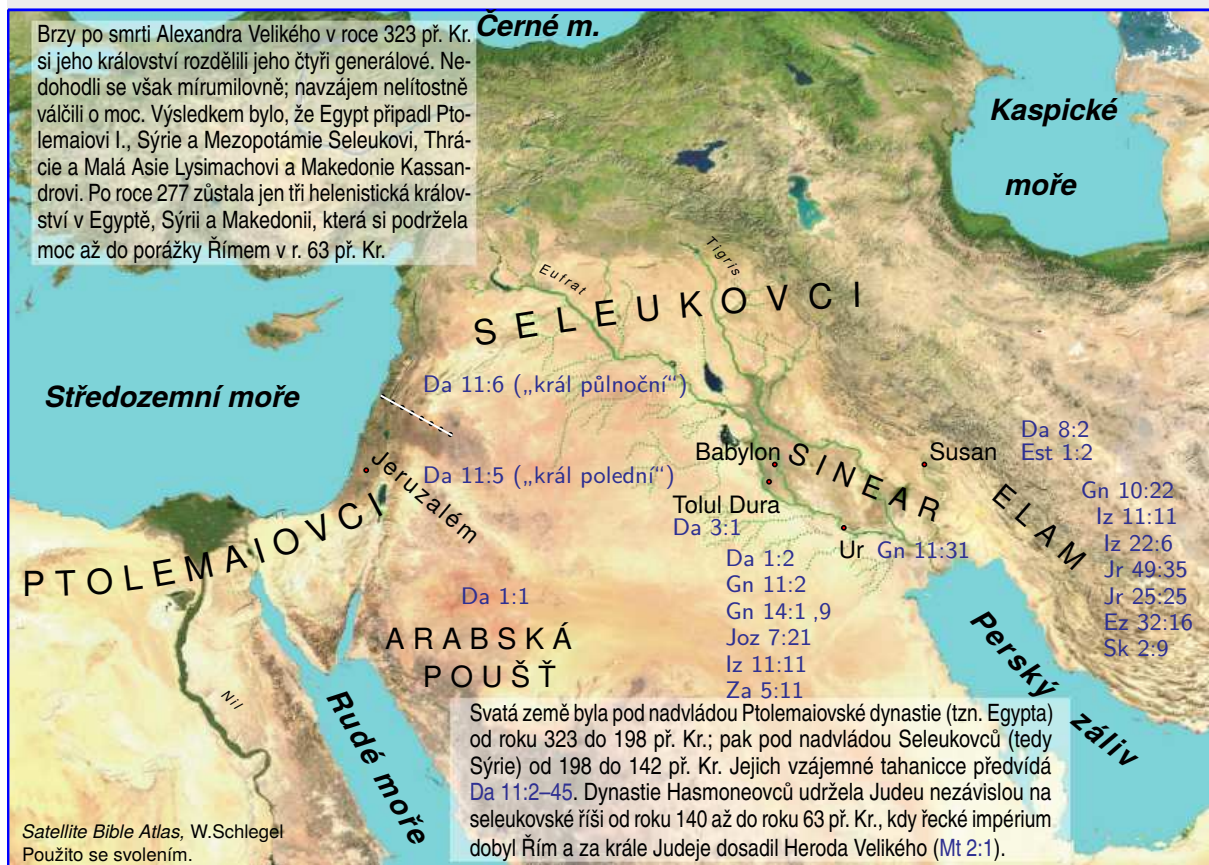 Brzy po smrti Alexandra Velikého v roce 323 př. Kr.
si jeho království rozdělili jeho čtyři generálové. Ne-
dohodli se však mírumilovně; navzájem nelítostně
válčili o moc. Výsledkem bylo, že Egypt připadl Pto-
lemaiovi I., Sýrie a Mezopotámie Seleukovi, Thrá-
cie a Malá Asie Lysimachovi a Makedonie Kassan-
drovi. Po roce 277 zůstala jen tři helenistická králov-
ství v Egyptě, Sýrii a Makedonii, která si podržela
moc až do porážky Římem v r. 63 př. Kr.
Černé m.
Kaspické
moře
Tigris
Eufrat
SELEUKOVCI
Středozemní moře
Da 11:6 („král půlnoční“)
Da 11:5 („král polední“)
Jeruzalém
PTOLEMAIOVCI
Babylon
SINEAR
Susan
Da 8:2
Est 1:2
Tolul Dura
Da 3:1
ELAM
Gn 10:22
Iz 11:11
Iz 22:6
Jr 49:35
Jr 25:25
Ez 32:16
Sk 2:9
Ur
Gn 11:31
Da 1:2
Gn 11:2
Gn 14:1 ,9
Joz 7:21
Iz 11:11
Za 5:11
Da 1:1
ARABSKÁ
POUŠŤ
Nil
Rudé moře
Perský
záliv
Svatá země byla pod nadvládou Ptolemaiovské dynastie (tzn. Egypta)
od roku 323 do 198 př. Kr.; pak pod nadvládou Seleukovců (tedy
Sýrie) od 198 do 142 př. Kr. Jejich vzájemné tahanicce předvídá
Da 11:2–45. Dynastie Hasmoneovců udržela Judeu nezávislou na
seleukovské říši od roku 140 až do roku 63 př. Kr., kdy řecké impérium
dobyl Řím a za krále Judeje dosadil Heroda Velikého (Mt 2:1).
Satellite Bible Atlas, W.Schlegel
Použito se svolením.